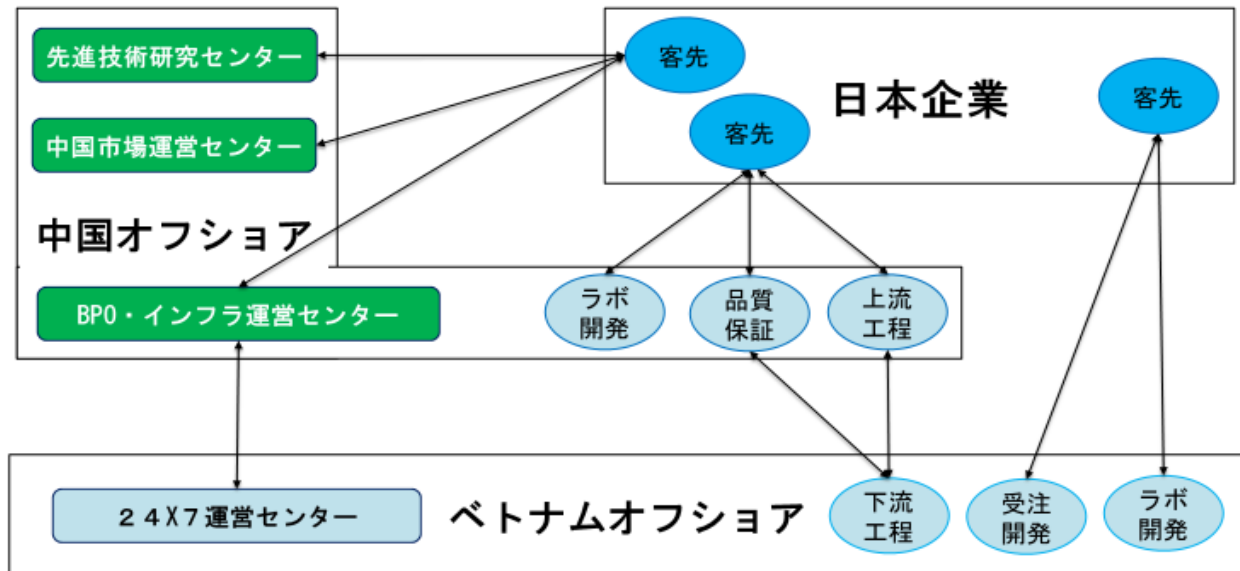 先進技術研究センター
客先
日本企業
客先
客先
中国市場運営センター
中国オフショア
BPO・インフラ運営センター
ラボ
開発
品質
保証
上流
工程
２４X７運営センター
ベトナムオフショア
下流
工程
受注
開発
ラボ
開発